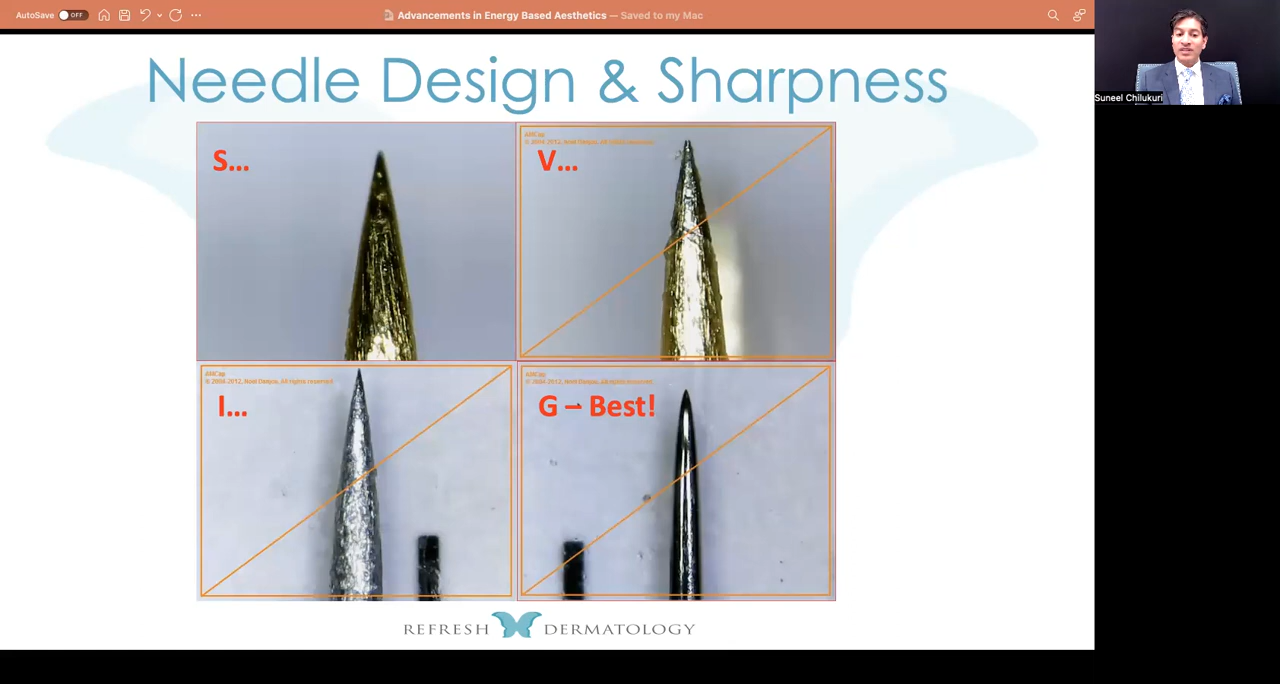 AutoSave OFF
Advancements in Energy Based Aesthetics — Saved to my Mac
Suneel Chilukuri
Needle Design & Sharpness
S...
V...
I...
G – Best!
REFRESH DERMATOLOGY